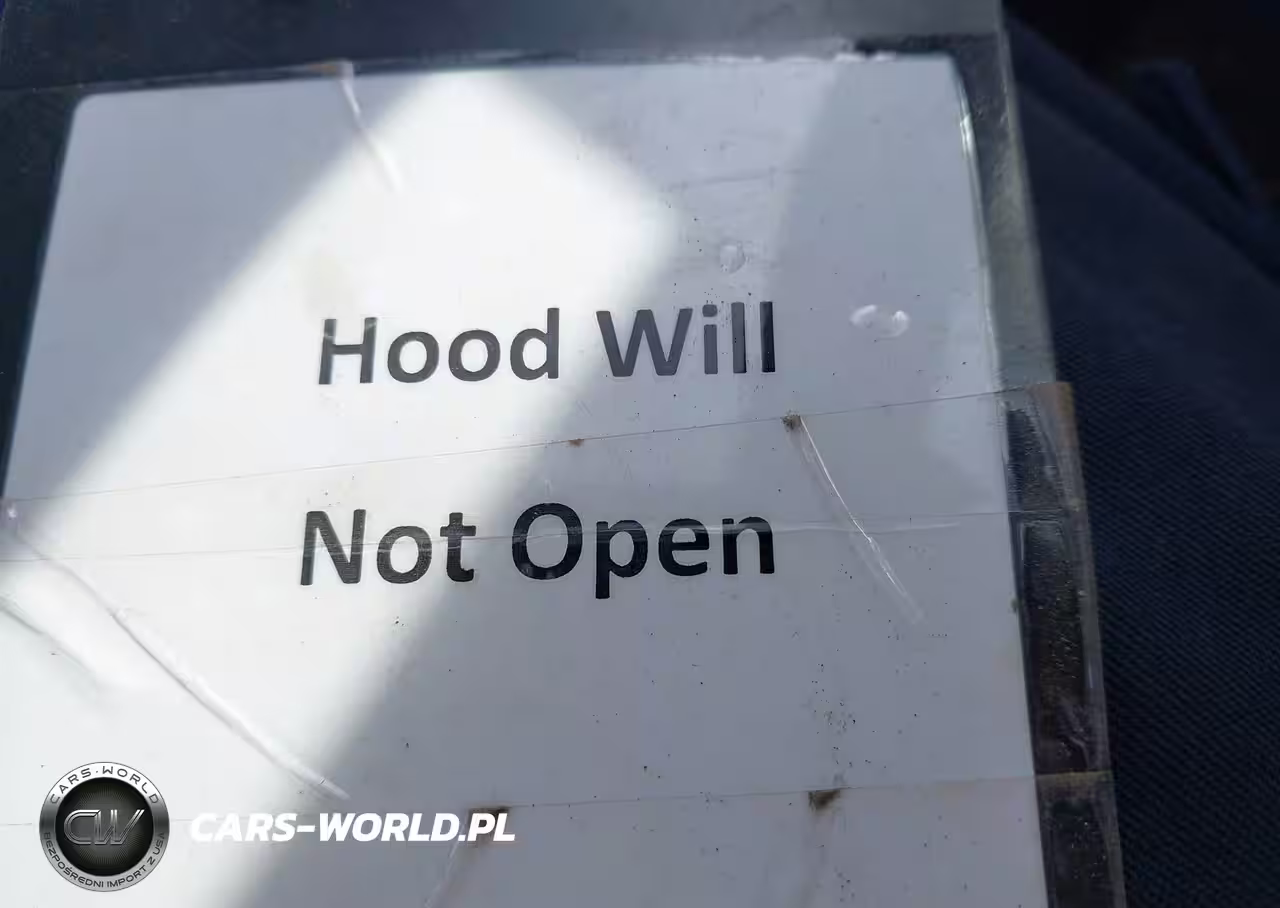 Hood Will
Not Open
CARS-WORLD
CW
BEZPOŚREDNI IMPORT Z USA
CARS-WORLD.PL